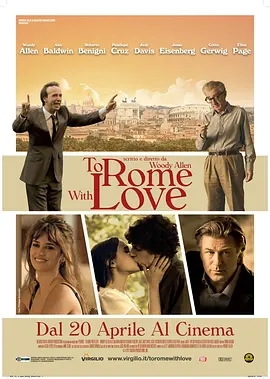 Woody Allen Alec Baldwin Roberto Benigni Penélope Cruz Judy Davis Jesse Eisenberg Greta Gerwig Ellen Page
scritto e diretto da
Woody Allen
To Rome
With Love
Dal 20 Aprile Al Cinema
VIRGILIO
www.virgilio.it/toromewithlove